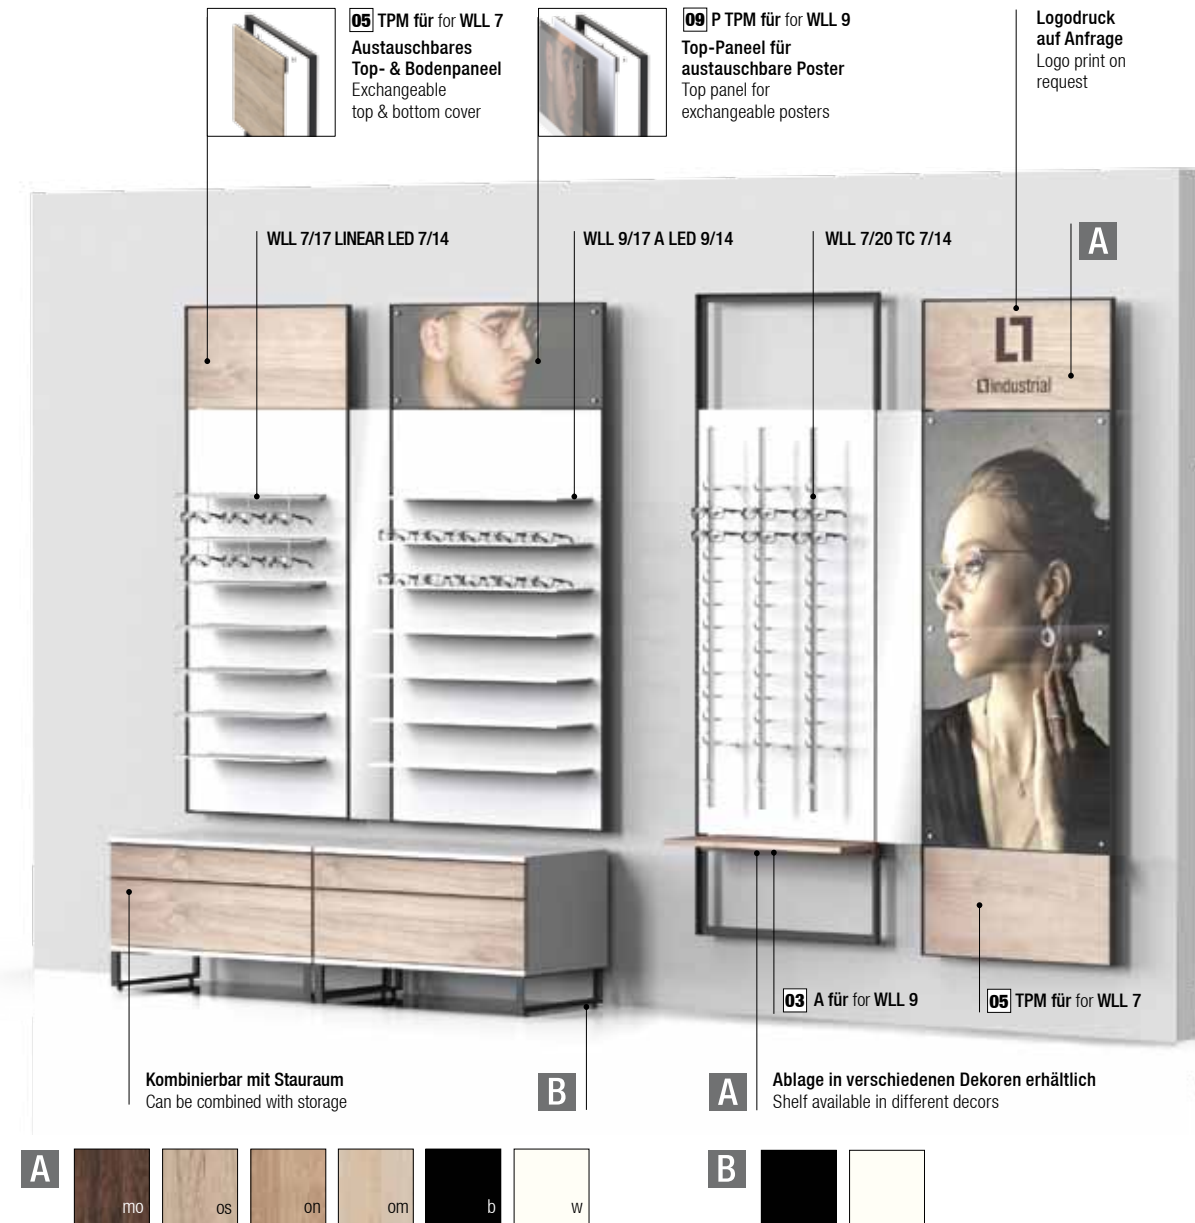 05 TPM für for WLL 7
Austauschbares
Top- & Bodenpaneel
Exchangeable
top & bottom cover
09 P TPM für for WLL 9
Top-Paneel für
austauschbare Poster
Top panel for
exchangeable posters
Logodruck
auf Anfrage
Logo print on
request
WLL 7/17 LINEAR LED 7/14
WLL 9/17 A LED 9/14
WLL 7/20 TC 7/14
A
industrial
03 A für for WLL 9
05 TPM für for WLL 7
Kombinierbar mit Stauraum
Can be combined with storage
B
A
Ablage in verschiedenen Dekoren erhältlich
Shelf available in different decors
A
mo
os
on
om
b
w
B